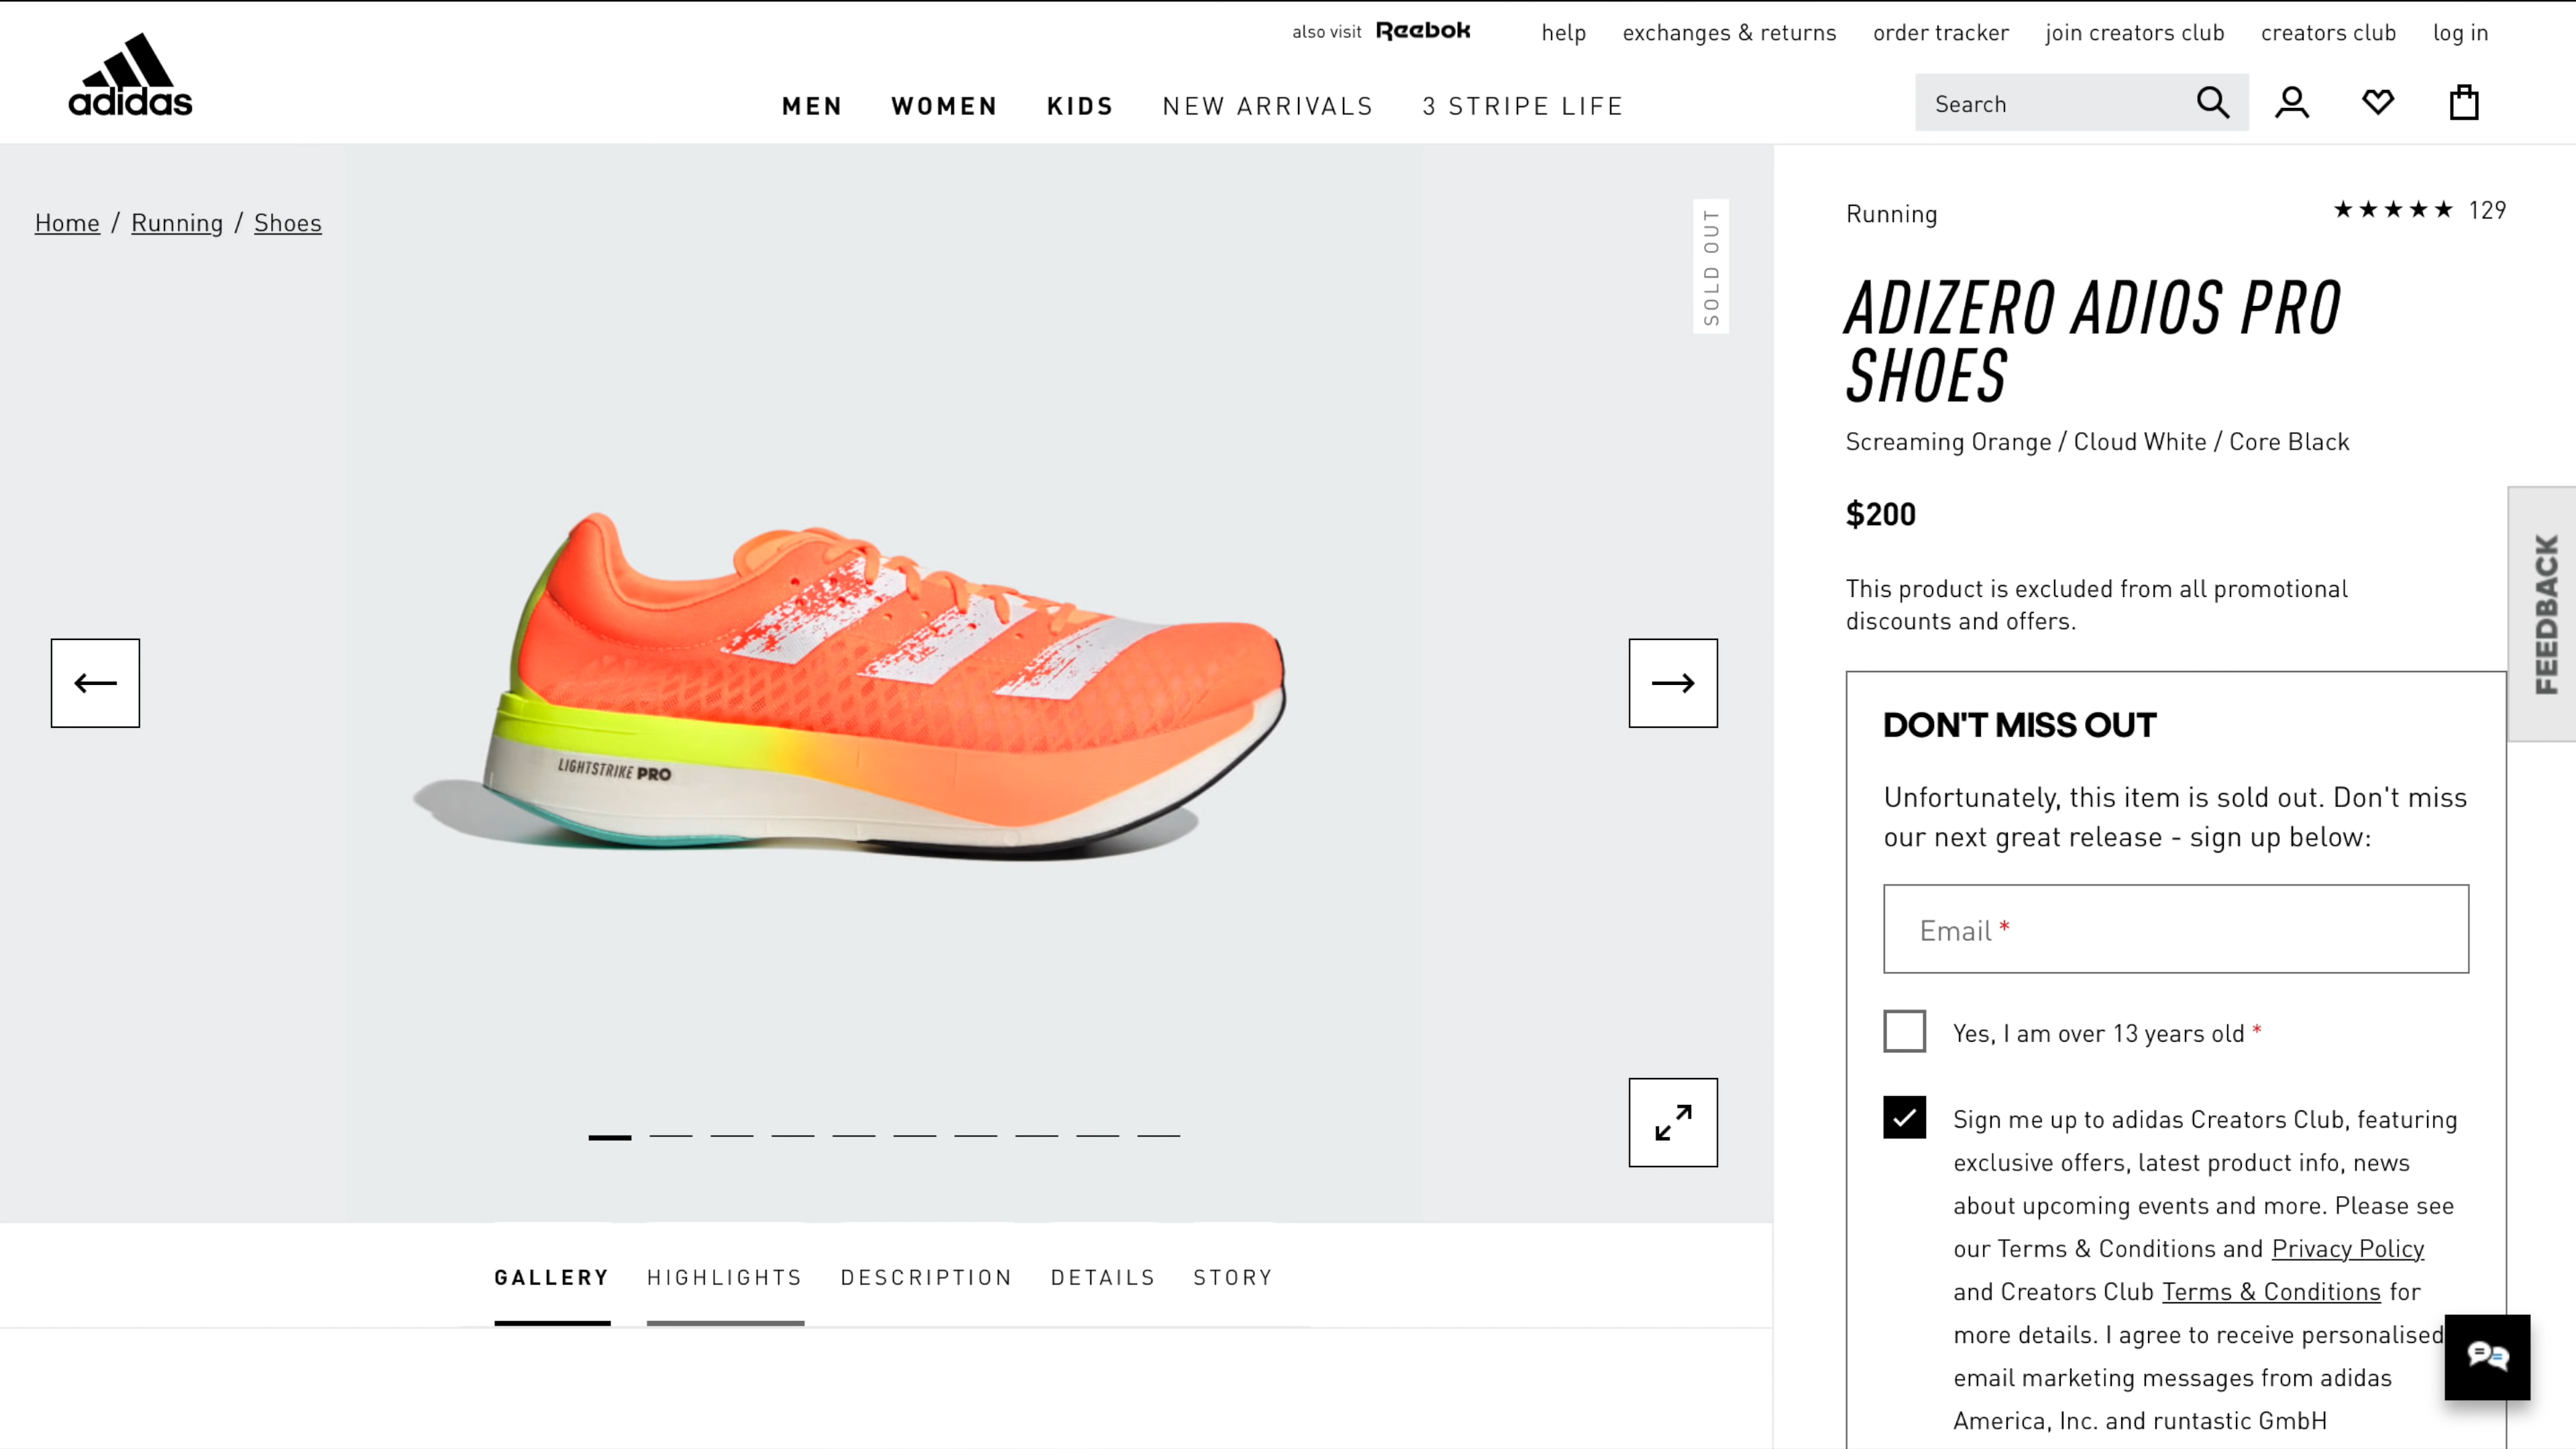 also visit Reebok help exchanges & returns order tracker join creators club creators club log in
adidas
MEN WOMEN KIDS NEW ARRIVALS 3 STRIPE LIFE
Search
Home / Running / Shoes
SOLD OUT
LIGHTSTRIKE PRO
GALLERY HIGHLIGHTS DESCRIPTION DETAILS STORY
Running
★★★★★ 129
ADIZERO ADIOS PRO
SHOES
Screaming Orange / Cloud White / Core Black
$200
This product is excluded from all promotional
discounts and offers.
FEEDBACK
DON'T MISS OUT
Unfortunately, this item is sold out. Don't miss
our next great release - sign up below:
Email *
Yes, I am over 13 years old *
Sign me up to adidas Creators Club, featuring
exclusive offers, latest product info, news
about upcoming events and more. Please see
our Terms & Conditions and Privacy Policy
and Creators Club Terms & Conditions for
more details. I agree to receive personalised
email marketing messages from adidas
America, Inc. and runtastic GmbH